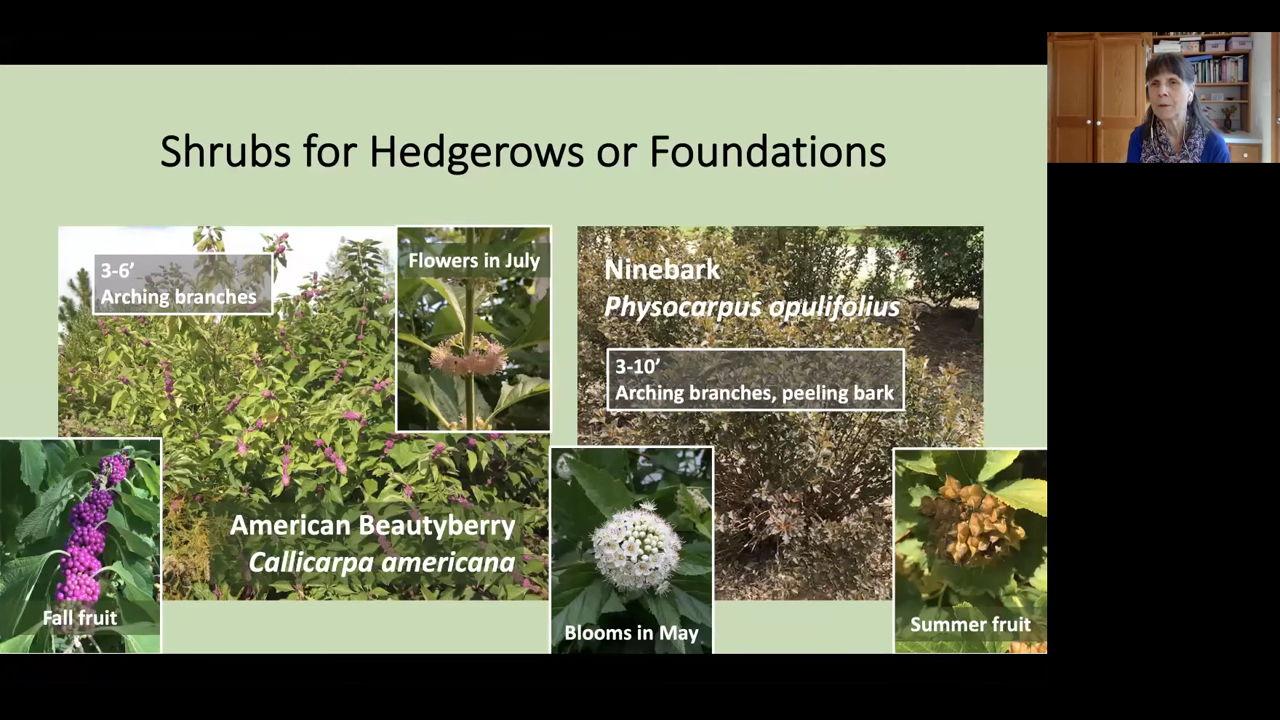 Shrubs for Hedgerows or Foundations
3-6’
Arching branches
Flowers in July
American Beautyberry
Callicarpa americana
Fall fruit
Ninebark
Physocarpus opulifolius
3-10’
Arching branches, peeling bark
Blooms in May
Summer fruit